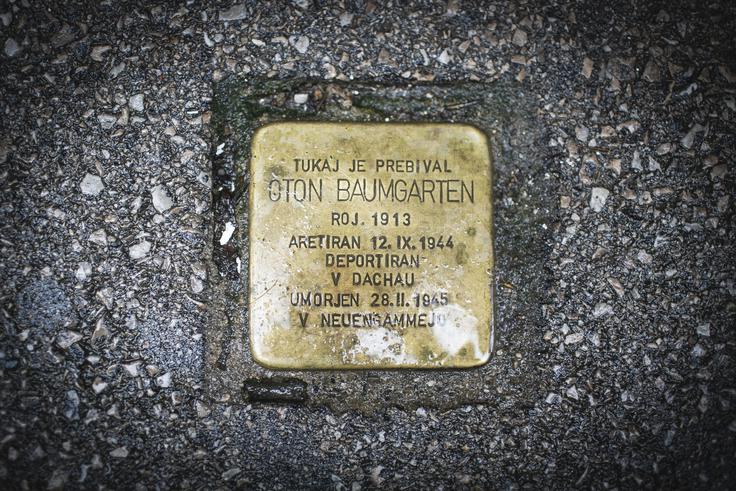 TUKAJ JE PREBIVAL
OTON BAUMGARTEN
ROJ. 1913
ARETIRAN 12. IX. 1944
DEPORTIRAN
V DACHAU
UMORJEN 28. II. 1945
V NEUENGAMMEJU